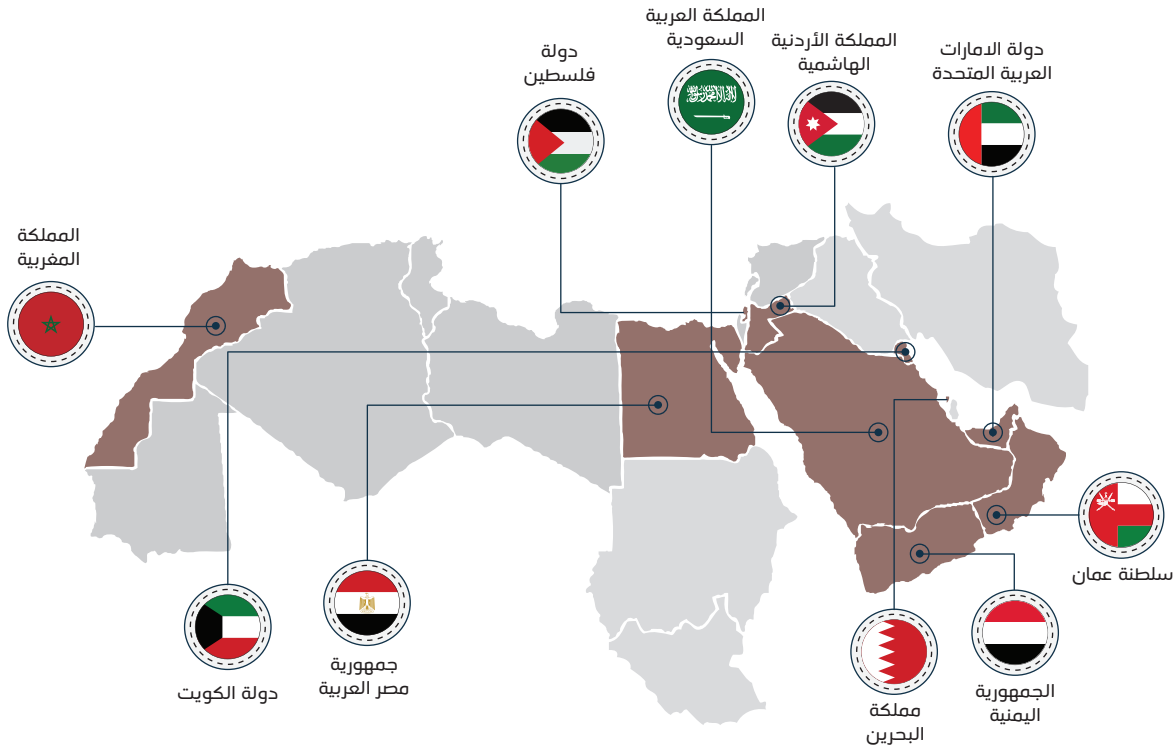 المملكة العربية
السعودية
المملكة الأردنية
الهاشمية
دولة الامارات
العربية المتحدة
دولة
فلسطين
المملكة
المغربية
سلطنة عمان
جمهورية
مصر العربية
دولة الكويت
الجمهورية
اليمنية
مملكة
البحرين